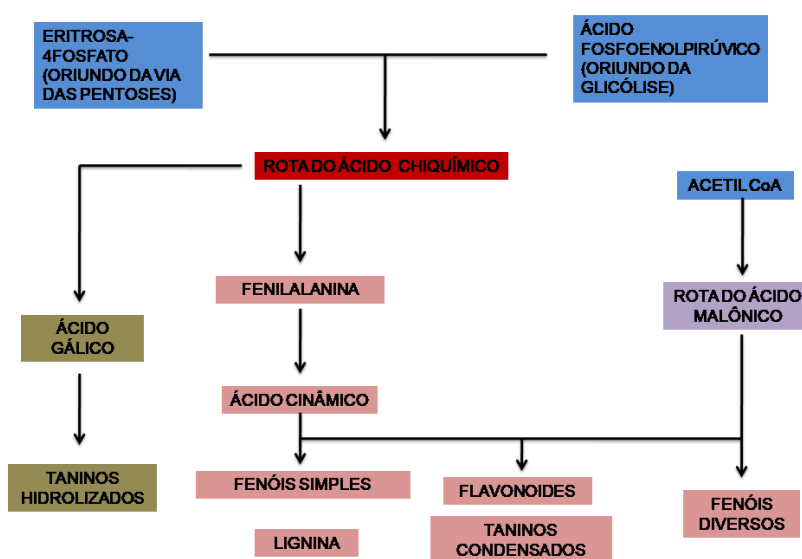 ERITROSA-
4FOSFATO
(ORIUNDO DA VIA
DAS PENTOSES)
ÁCIDO
FOSFOENOLPIRÚVICO
(ORIUNDO DA
GLICÓLISE)
ROTA DO ÁCIDO CHIQUÍMICO
ACETIL CoA
FENILALANINA
ROTA DO ÁCIDO
MALÔNICO
ÁCIDO
GÁLICO
ÁCIDO CINÂMICO
TANINOS
HIDROLIZADOS
FENÓIS SIMPLES
FLAVONOIDES
FENÓIS
DIVERSOS
LIGNINA
TANINOS
CONDENSADOS